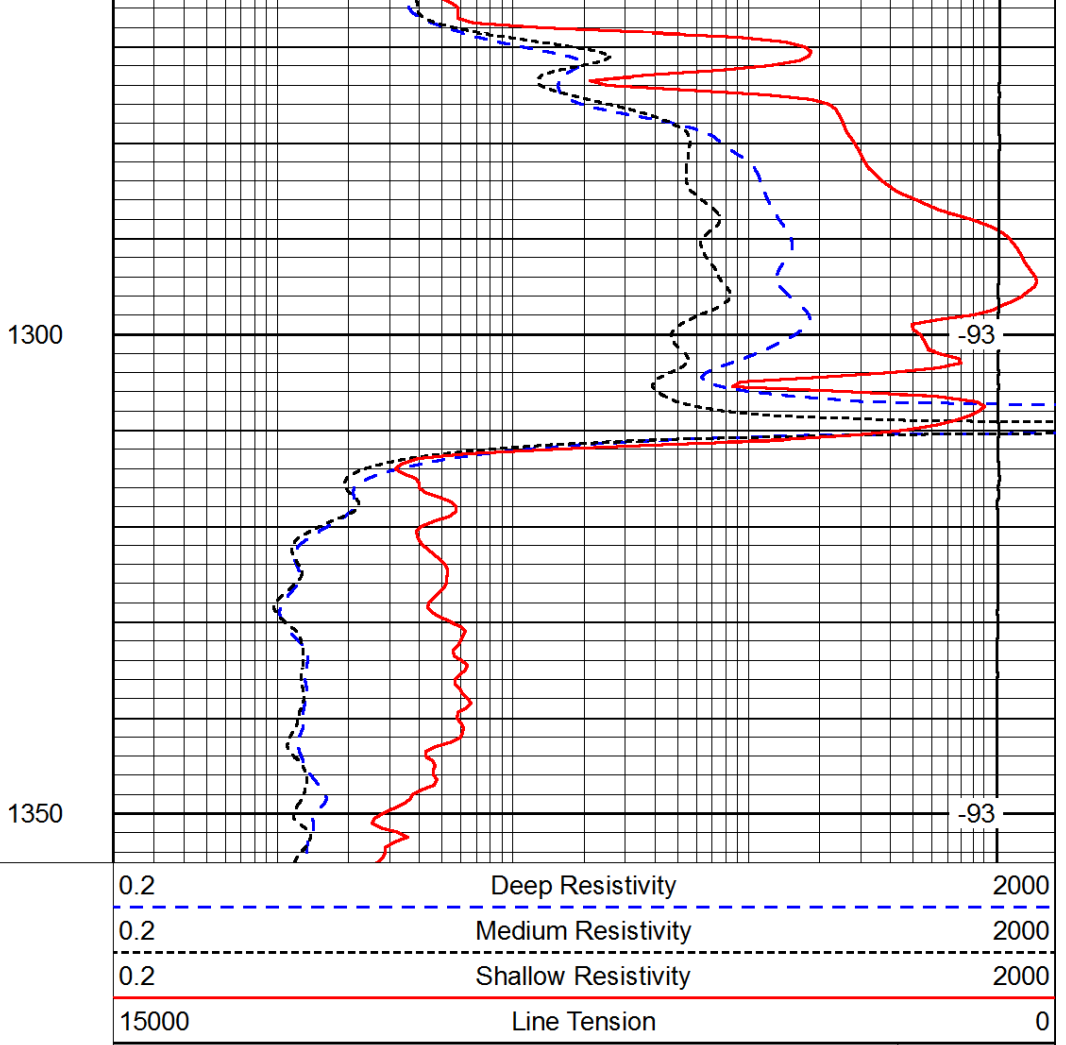 1300 -93
1350 -93
0.2 Deep Resistivity 2000
0.2 Medium Resistivity 2000
0.2 Shallow Resistivity 2000
15000 Line Tension 0